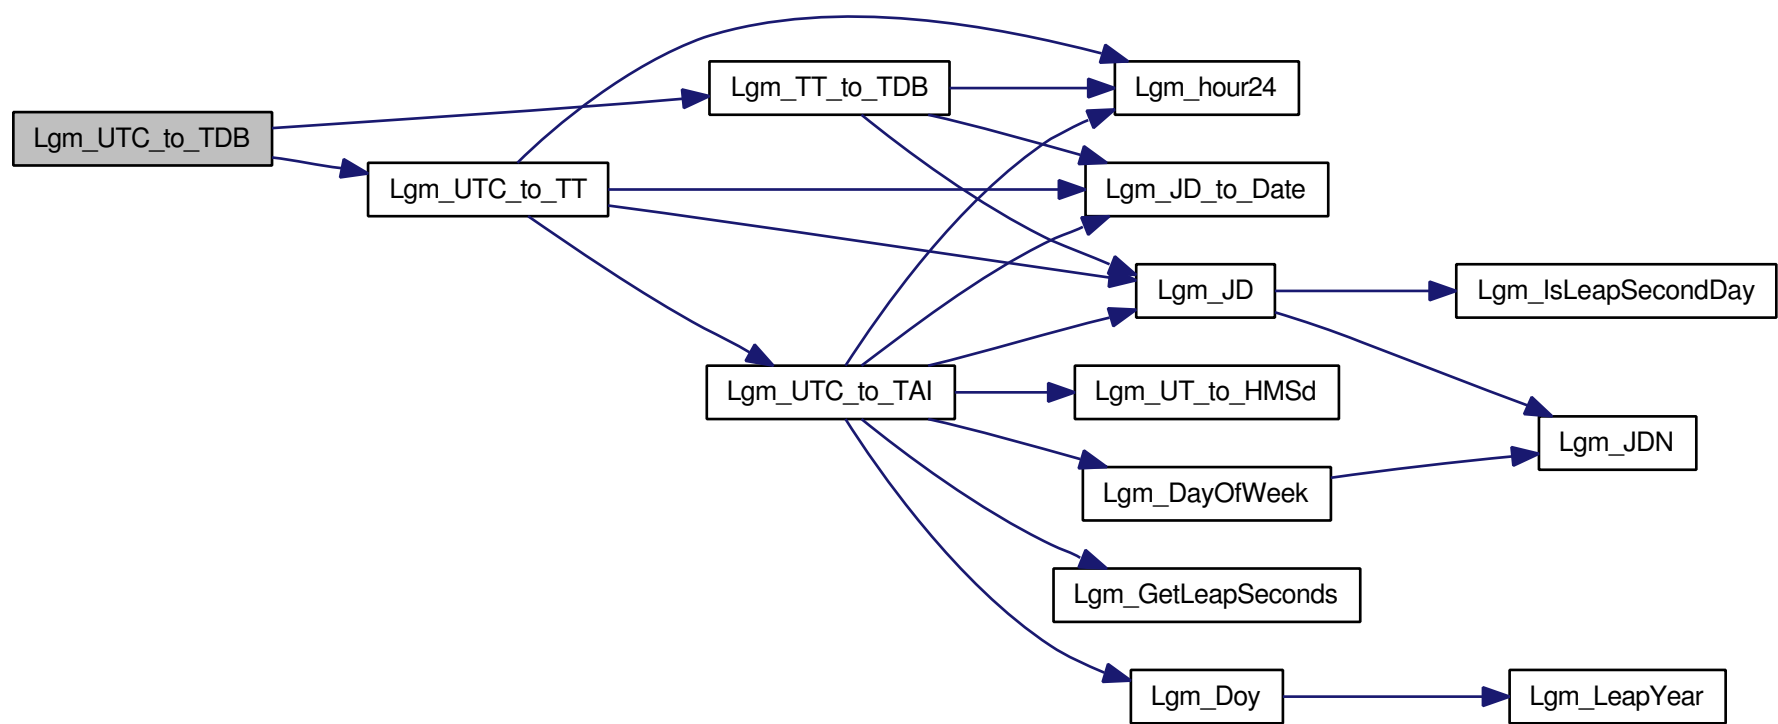 Lgm_UTC_to_TDB
Lgm_UTC_to_TT
Lgm_TT_to_TDB
Lgm_UTC_to_TAI
Lgm_hour24
Lgm_JD_to_Date
Lgm_JD
Lgm_UT_to_HMSd
Lgm_DayOfWeek
Lgm_GetLeapSeconds
Lgm_Doy
Lgm_IsLeapSecondDay
Lgm_JDN
Lgm_LeapYear